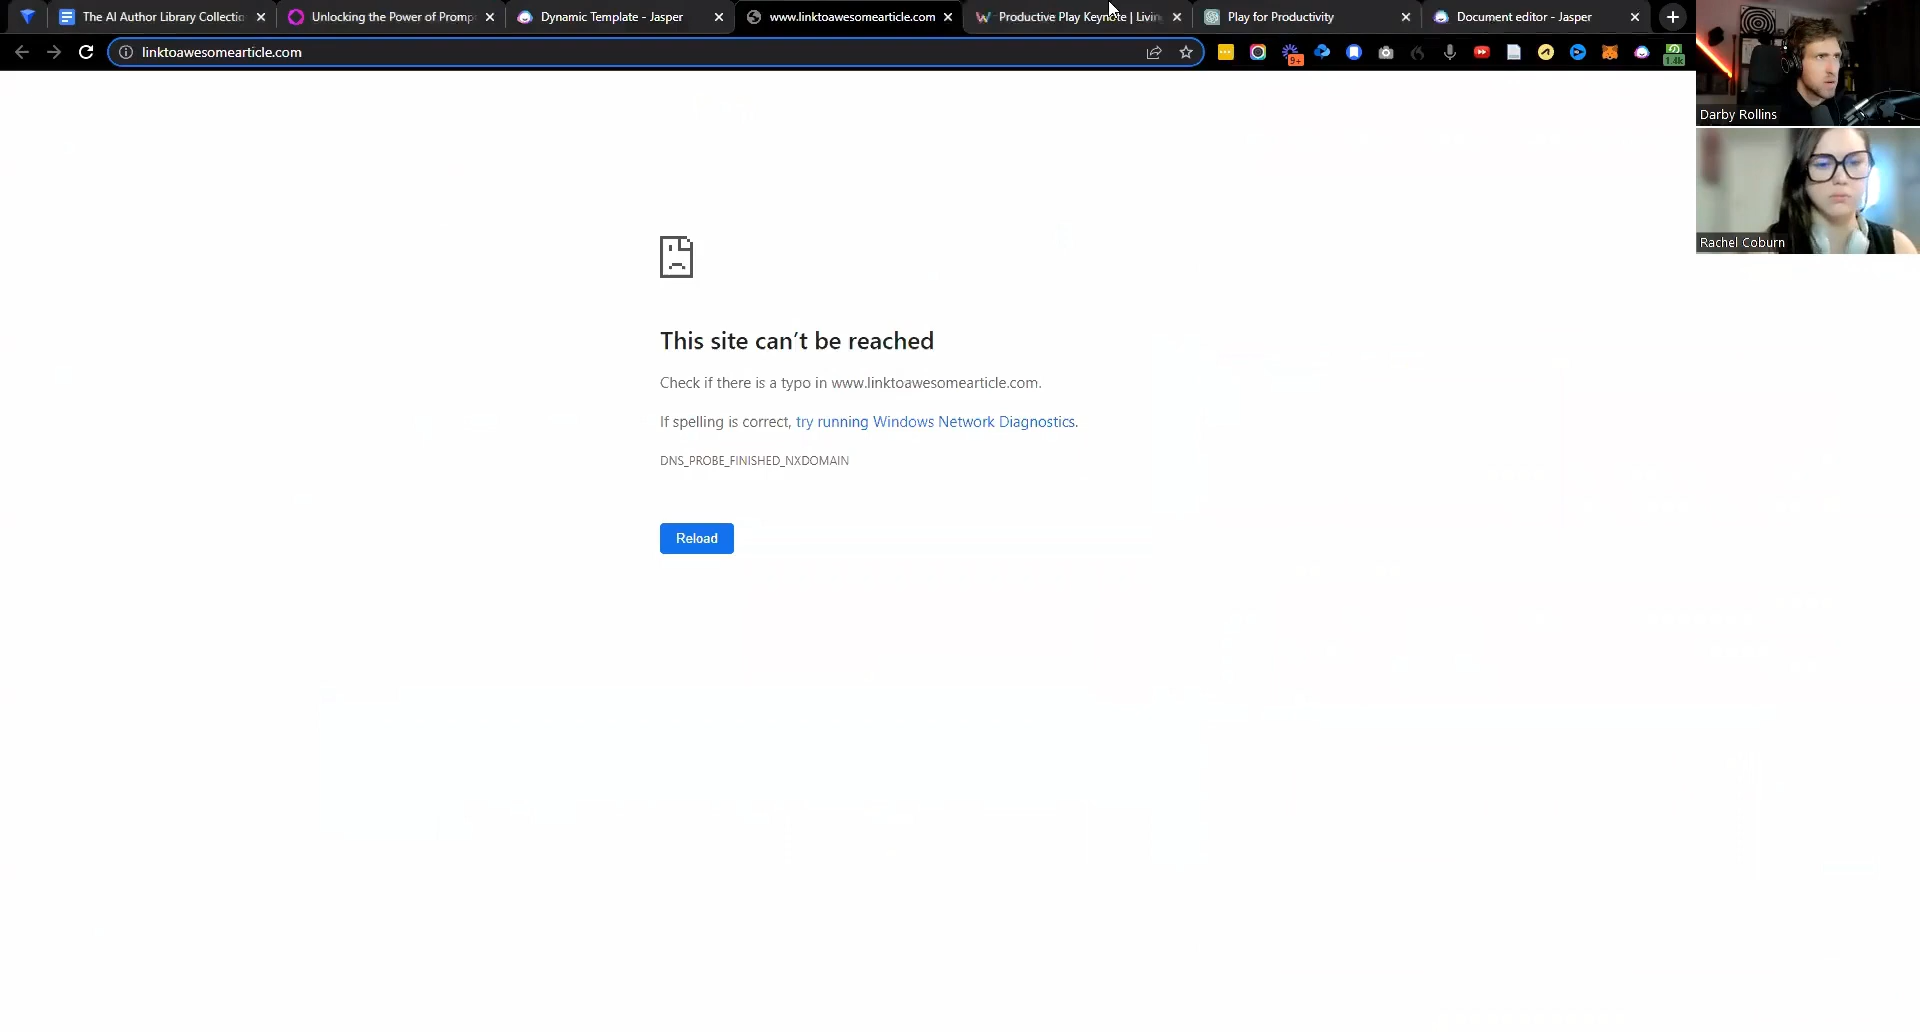 The AI Author Library Collectio
Unlocking the Power of Promp
Dynamic Template - Jasper
www.linktoawesomearticle.com
Productive Play Keynote | Livin
Play for Productivity
Document editor - Jasper
linktoawesomearticle.com
9+
1.4k
Darby Rollins
Rachel Coburn
This site can't be reached
Check if there is a typo in www.linktoawesomearticle.com.
If spelling is correct, try running Windows Network Diagnostics.
DNS_PROBE_FINISHED_NXDOMAIN
Reload